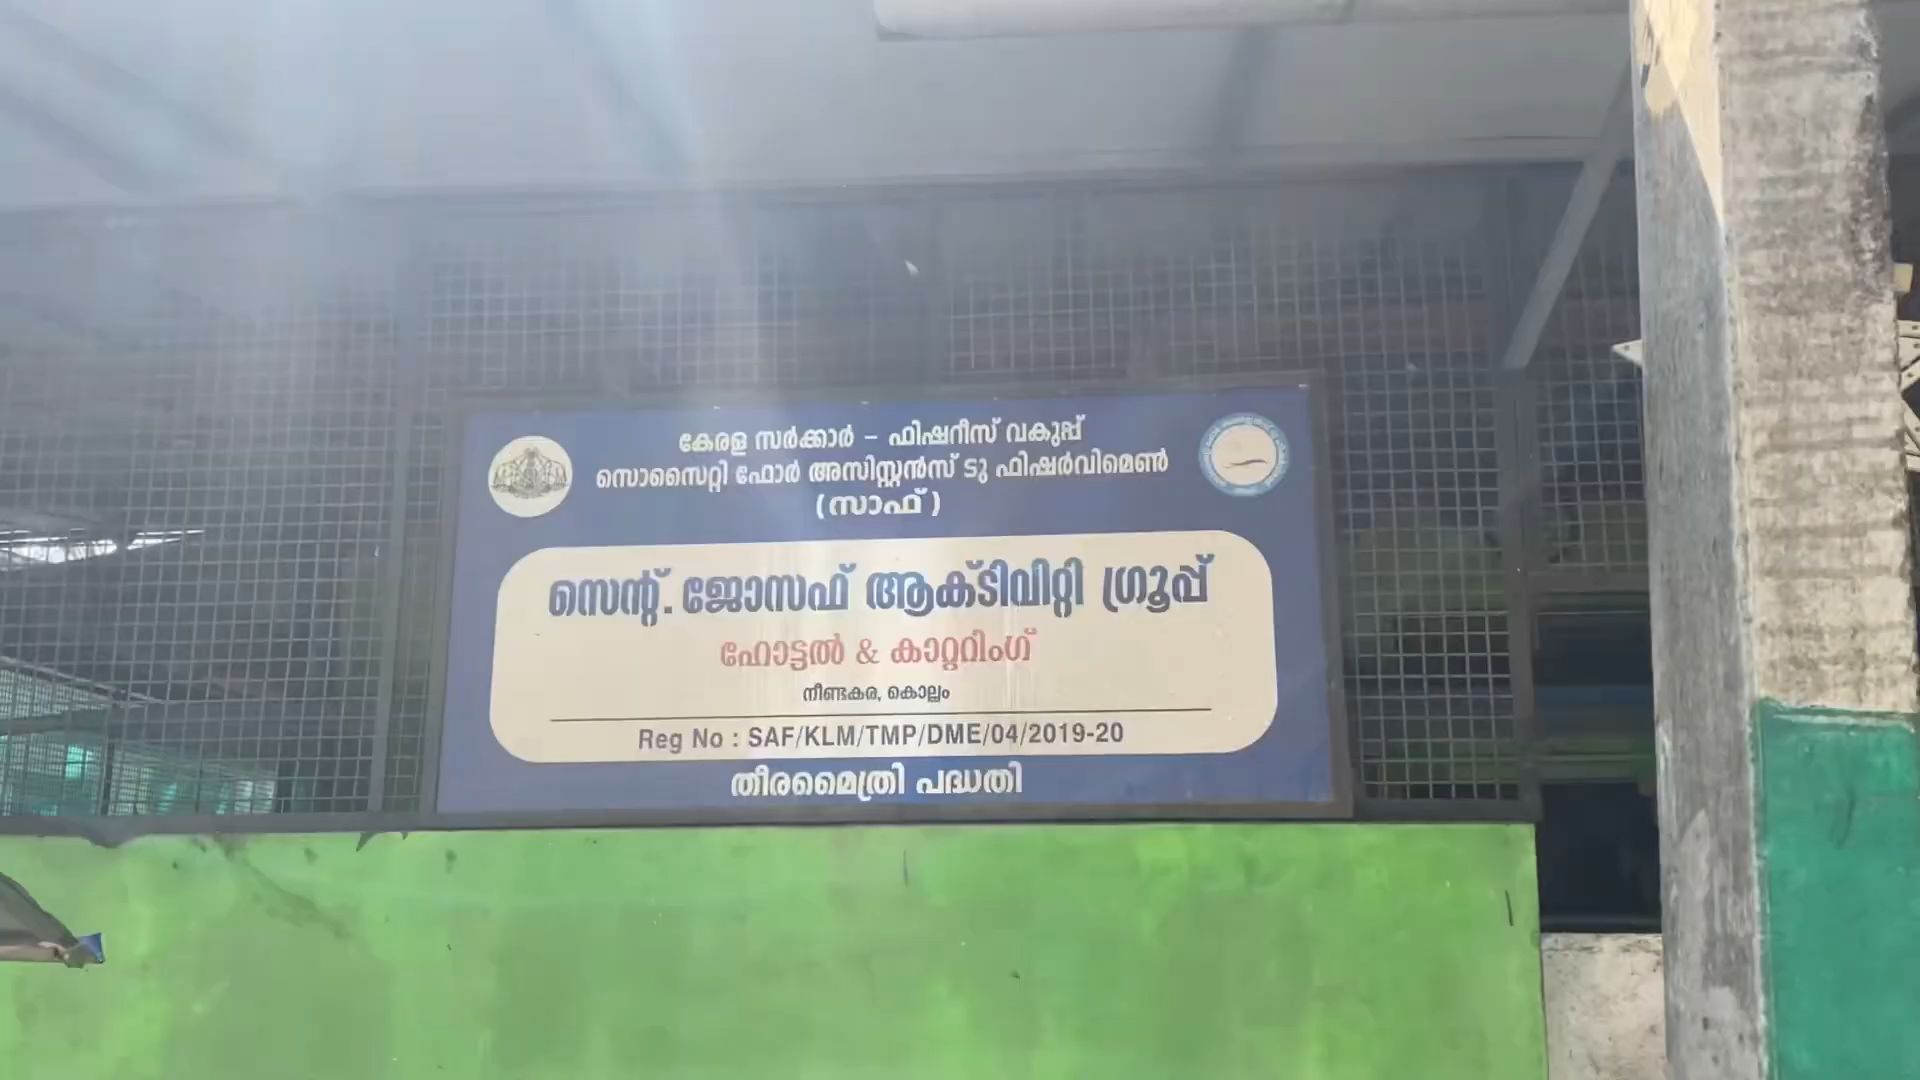 കേരള സർക്കാർ – ഫിഷറീസ് വകുപ്പ്
സൊസൈറ്റി ഫോർ അസിസ്റ്റൻസ് ടു ഫിഷർവിമെൺ
(സാഫ്)
സെന്റ്. ജോസഫ് ആക്ടിവിറ്റി ഗ്രൂപ്പ്
ഹോട്ടൽ & കാറ്ററിംഗ്
നീണ്ടകര, കൊല്ലം
Reg No : SAF/KLM/TMP/DME/04/2019-20
തീരമൈത്രി പദ്ധതി